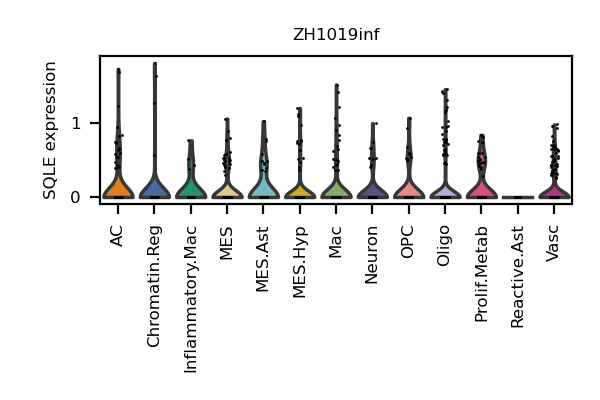 ZH1019inf
SQLE expression
1
0
AC
Chromatin.Reg
Inflammatory.Mac
MES
MES.Ast
MES.Hyp
Mac
Neuron
OPC
Oligo
Prolif.Metab
Reactive.Ast
Vasc